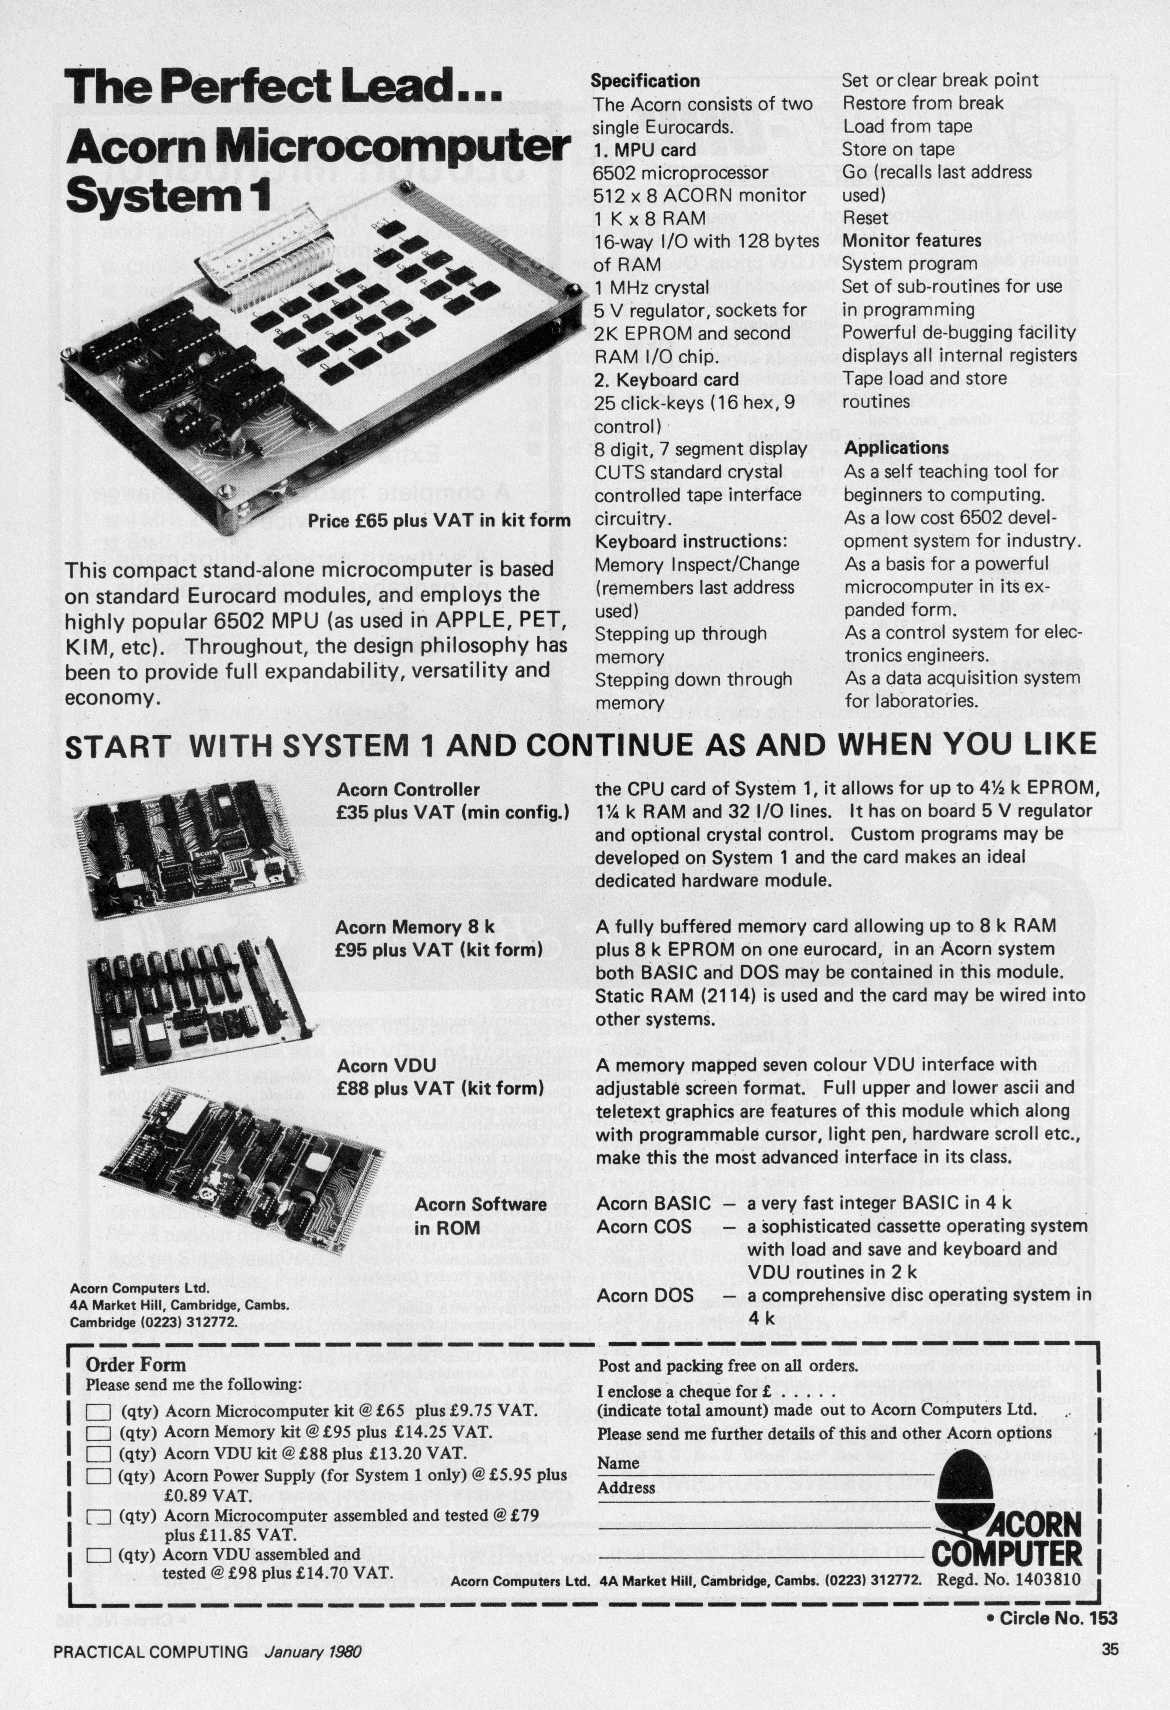 The Perfect Lead...
Acorn Microcomputer
System 1
Price £65 plus VAT in kit form
This compact stand-alone microcomputer is based
on standard Eurocard modules, and employs the
highly popular 6502 MPU (as used in APPLE, PET,
KIM, etc). Throughout, the design philosophy has
been to provide full expandability, versatility and
economy.
Specification
The Acorn consists of two
single Eurocards.
1. MPU card
6502 microprocessor
512 x 8 ACORN monitor
1 K x 8 RAM
16-way I/O with 128 bytes
of RAM
1 MHz crystal
5 V regulator, sockets for
2K EPROM and second
RAM I/O chip.
2. Keyboard card
25 click-keys (16 hex, 9
control)
8 digit, 7 segment display
CUTS standard crystal
controlled tape interface
circuitry.
Keyboard instructions:
Memory Inspect/Change
(remembers last address
used)
Stepping up through
memory
Stepping down through
memory
Set or clear break point
Restore from break
Load from tape
Store on tape
Go (recalls last address
used)
Reset
Monitor features
System program
Set of sub-routines for use
in programming
Powerful de-bugging facility
displays all internal registers
Tape load and store
routines
Applications
As a self teaching tool for
beginners to computing.
As a low cost 6502 devel-
opment system for industry.
As a basis for a powerful
microcomputer in its ex-
panded form.
As a control system for elec-
tronics engineers.
As a data acquisition system
for laboratories.
START WITH SYSTEM 1 AND CONTINUE AS AND WHEN YOU LIKE
Acorn Controller
£35 plus VAT (min config.)
the CPU card of System 1, it allows for up to 4½ k EPROM,
1¼ k RAM and 32 I/O lines. It has on board 5 V regulator
and optional crystal control. Custom programs may be
developed on System 1 and the card makes an ideal
dedicated hardware module.
Acorn Memory 8 k
£95 plus VAT (kit form)
A fully buffered memory card allowing up to 8 k RAM
plus 8 k EPROM on one eurocard, in an Acorn system
both BASIC and DOS may be contained in this module.
Static RAM (2114) is used and the card may be wired into
other systems.
Acorn VDU
£88 plus VAT (kit form)
A memory mapped seven colour VDU interface with
adjustable screen format. Full upper and lower ascii and
teletext graphics are features of this module which along
with programmable cursor, light pen, hardware scroll etc.,
make this the most advanced interface in its class.
Acorn Software
in ROM
Acorn BASIC – a very fast integer BASIC in 4 k
Acorn COS – a sophisticated cassette operating system
with load and save and keyboard and
VDU routines in 2 k
Acorn DOS – a comprehensive disc operating system in
4 k
Acorn Computers Ltd.
4A Market Hill, Cambridge, Cambs.
Cambridge (0223) 312772.
Order Form
Please send me the following:
(qty) Acorn Microcomputer kit @ £65 plus £9.75 VAT.
(qty) Acorn Memory kit @ £95 plus £14.25 VAT.
(qty) Acorn VDU kit @ £88 plus £13.20 VAT.
(qty) Acorn Power Supply (for System 1 only) @ £5.95 plus
£0.89 VAT.
(qty) Acorn Microcomputer assembled and tested @ £79
plus £11.85 VAT.
(qty) Acorn VDU assembled and
tested @ £98 plus £14.70 VAT.
Post and packing free on all orders.
I enclose a cheque for £ . . . . .
(indicate total amount) made out to Acorn Computers Ltd.
Please send me further details of this and other Acorn options
Name
Address
ACORN
COMPUTER
Acorn Computers Ltd. 4A Market Hill, Cambridge, Cambs. (0223) 312772. Regd. No. 1403810
• Circle No. 153
PRACTICAL COMPUTING January 1980
35